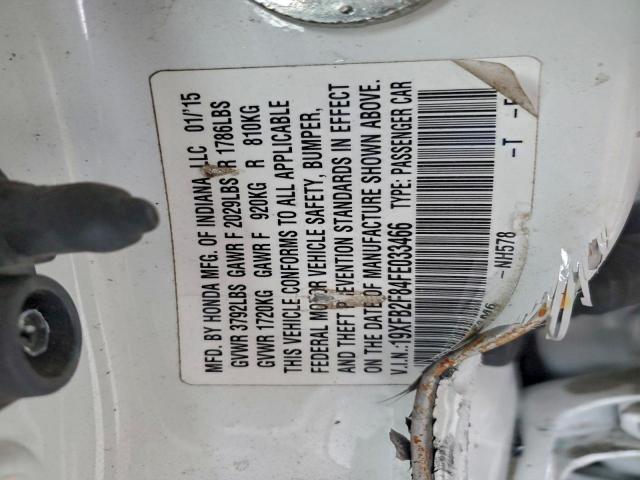 MFD. BY HONDA MFG. OF INDIANA, LLC 01/'15
GVWR 3792LBS GAWR F 2029LBS R 1786LBS
GVWR 1720KG GAWR F 920KG R 810KG
THIS VEHICLE CONFORMS TO ALL APPLICABLE
FEDERAL MOTOR VEHICLE SAFETY, BUMPER,
AND THEFT PREVENTION STANDARDS IN EFFECT
ON THE DATE OF MANUFACTURE SHOWN ABOVE.
V.I.N.: 19XFB2F04FE033466 TYPE: PASSENGER CAR
-NH578 -T -E